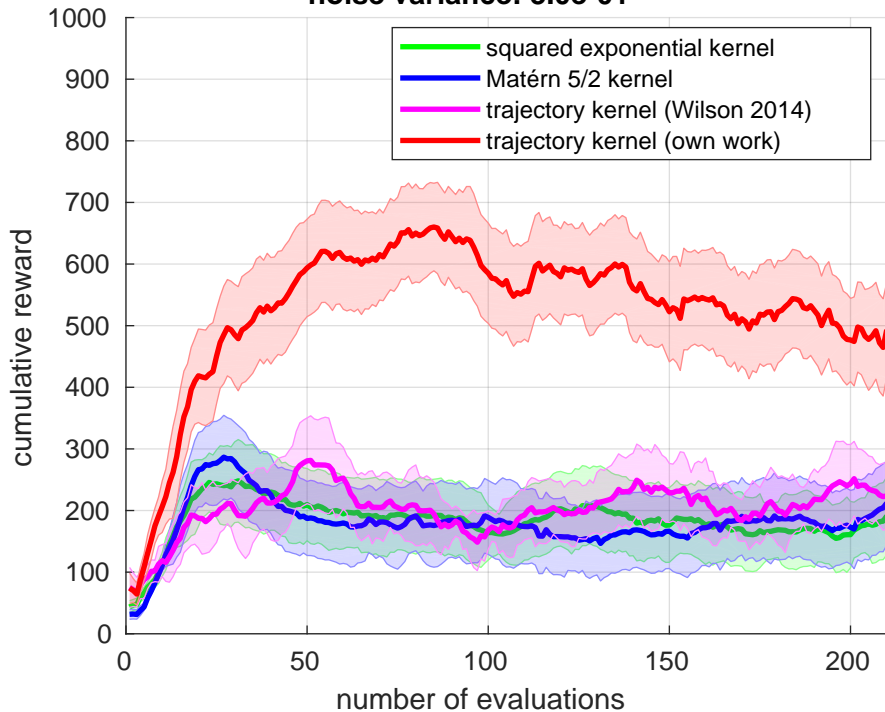 squared exponential kernel
Matérn 5/2 kernel
trajectory kernel (Wilson 2014)
trajectory kernel (own work)
1000
900
800
700
600
500
400
300
200
100
0
cumulative reward
0 50 100 150 200
number of evaluations